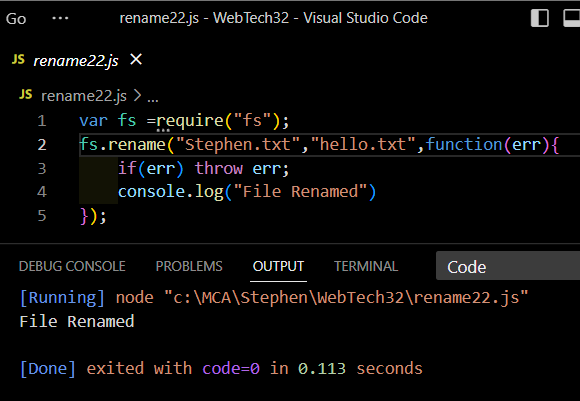 Go ... rename22.js - WebTech32 - Visual Studio Code
JS rename22.js ×
JS rename22.js > ...
1 var fs =require("fs");
2 fs.rename("Stephen.txt","hello.txt",function(err){
3 if(err) throw err;
4 console.log("File Renamed")
5 });
DEBUG CONSOLE PROBLEMS OUTPUT TERMINAL Code
[Running] node "c:\MCA\Stephen\WebTech32\rename22.js"
File Renamed
[Done] exited with code=0 in 0.113 seconds